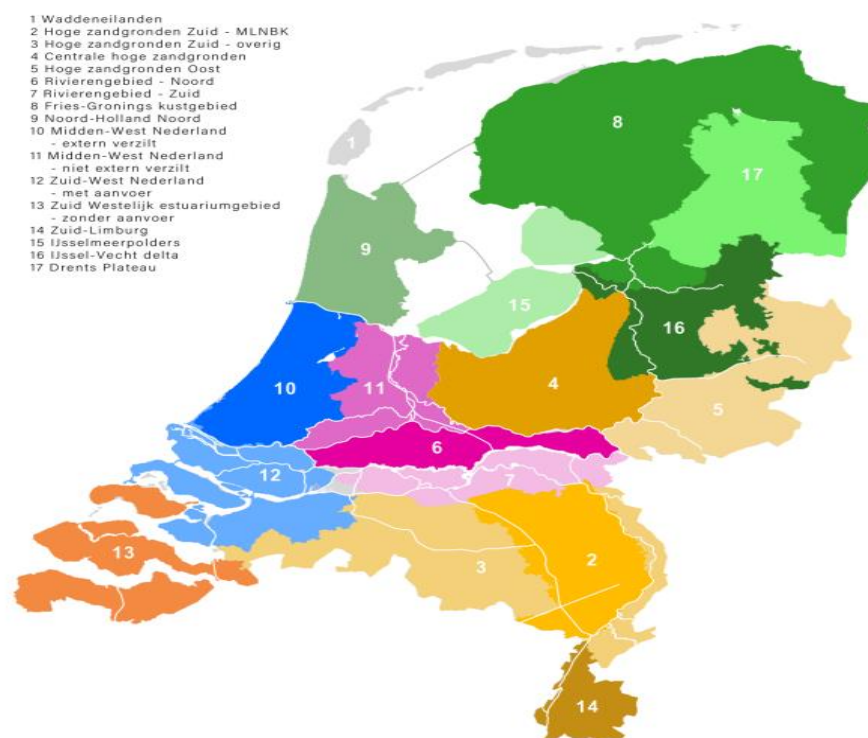 1 Waddeneilanden
2 Hoge zandgronden Zuid - MLNBK
3 Hoge zandgronden Zuid - overig
4 Centrale hoge zandgronden
5 Hoge zandgronden Oost
6 Rivierengebied - Noord
7 Rivierengebied - Zuid
8 Fries-Gronings kustgebied
9 Noord-Holland Noord
10 Midden-West Nederland
- extern verzilt
11 Midden-West Nederland
- niet extern verzilt
12 Zuid-West Nederland
- met aanvoer
13 Zuid Westelijk estuariumgebied
- zonder aanvoer
14 Zuid-Limburg
15 IJsselmeerpolders
16 IJssel-Vecht delta
17 Drents Plateau
8
1
17
9
15
16
10
11
4
5
6
12
7
13
3
2
14